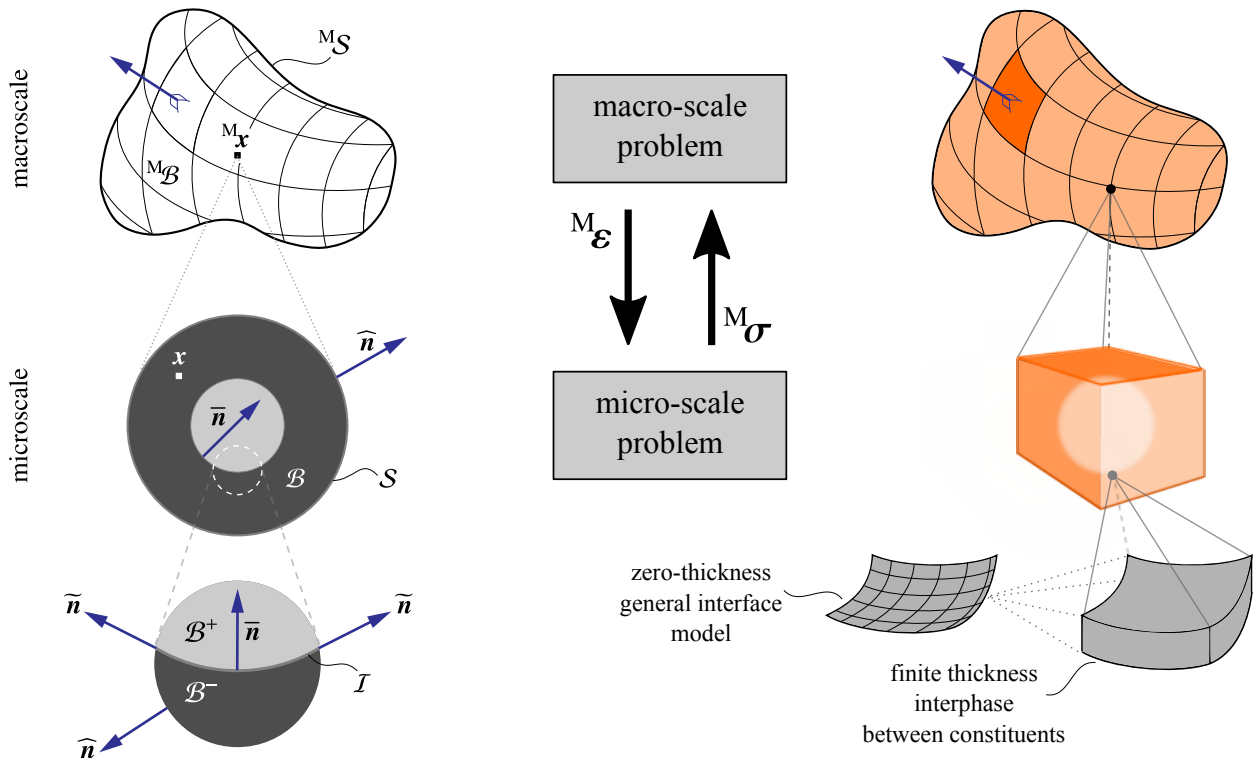 macroscale
ᴹ𝒮
ᴹx
ᴹℬ
macro-scale
problem
ᴹε
ᴹσ
microscale
x
n̂
n̄
ℬ
𝒮
micro-scale
problem
ñ
ñ
ℬ⁺
n̄
ℬ⁻
ℐ
n̂
zero-thickness
general interface
model
finite thickness
interphase
between constituents